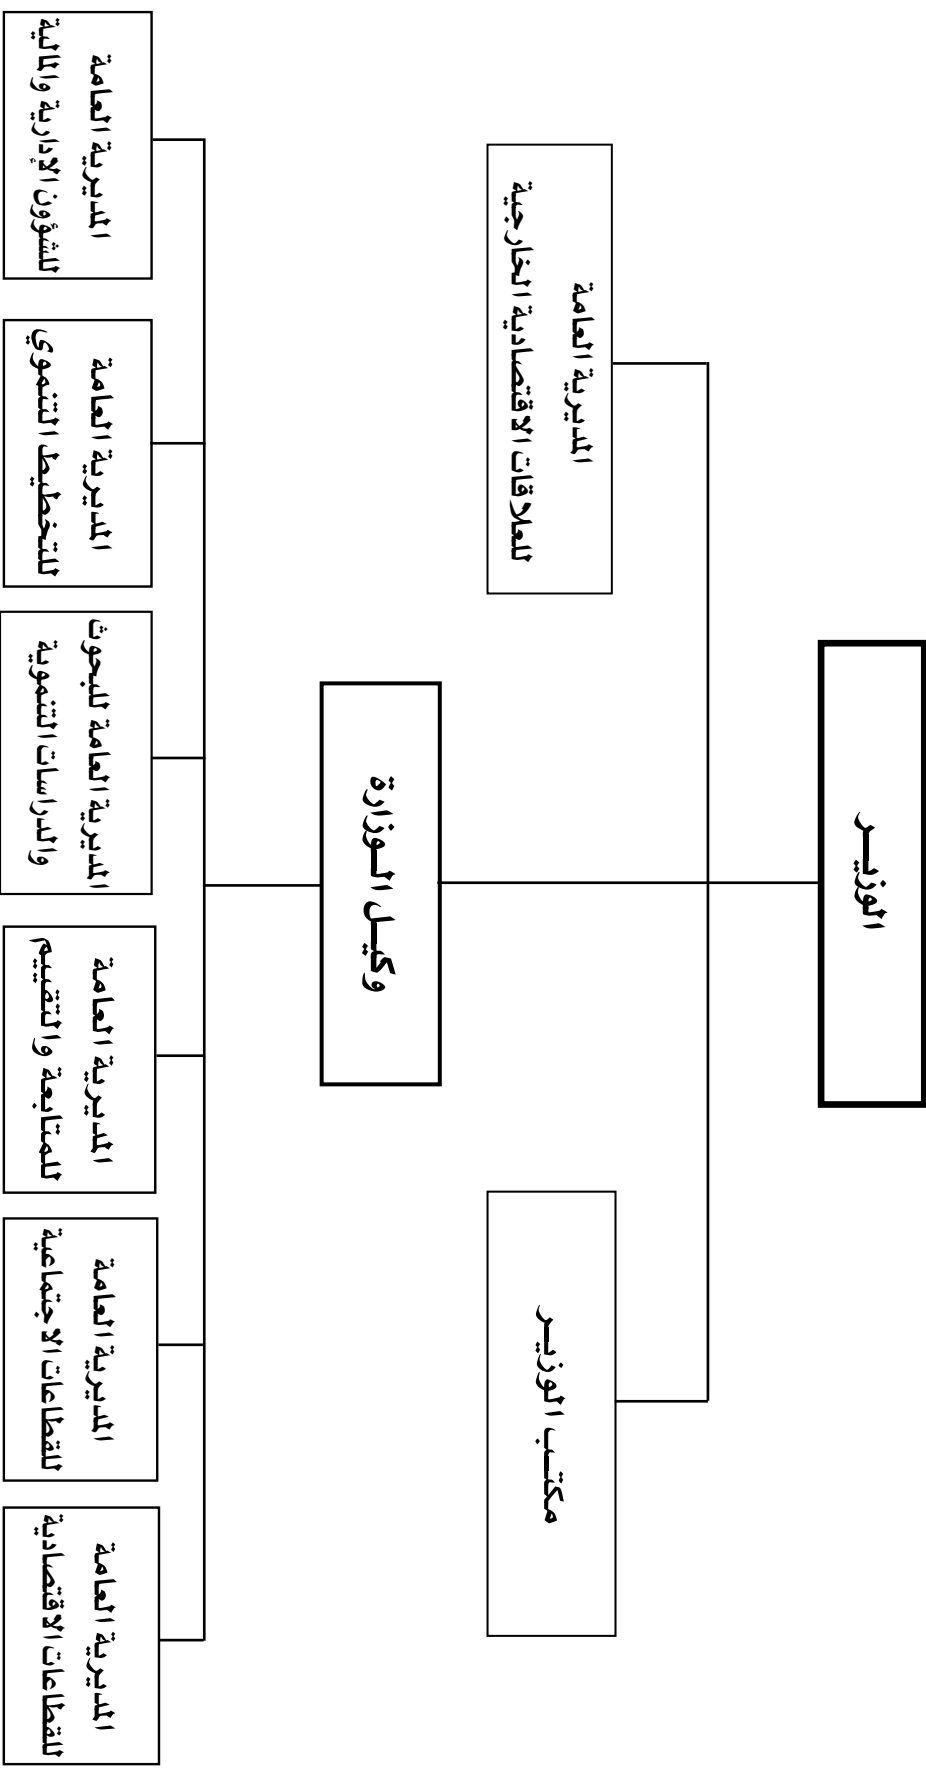 الوزيــر
مكتــب الوزيــر
المديرية العامة
للعلاقات الاقتصادية الخارجية
وكيــل الــوزارة
المديرية العامة
للقطاعات الاقتصادية
المديرية العامة
للقطاعات الاجتماعية
المديرية العامة
للمتابعة والتقييم
المديرية العامة للبحوث
والدراسات التنموية
المديرية العامة
للتخطيط التنموي
المديرية العامة
للشؤون الإدارية والمالية